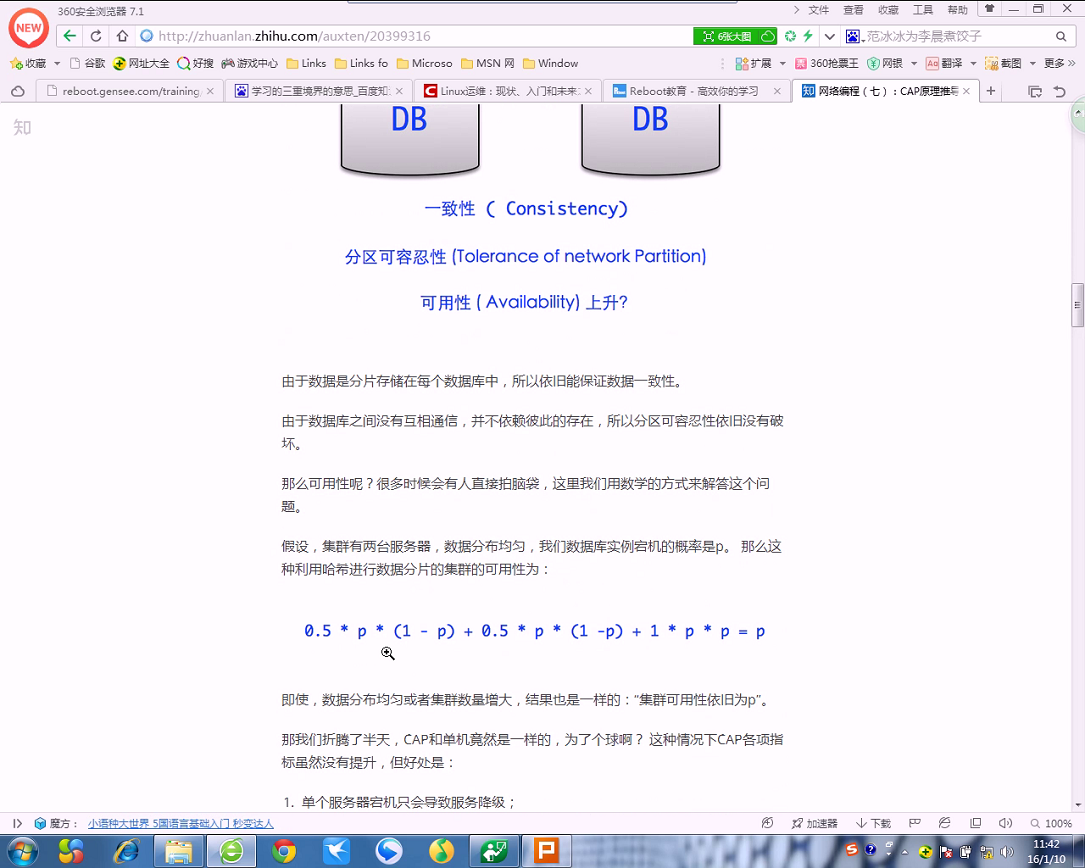 360安全浏览器 7.1
文件 查看 收藏 工具 帮助
NEW
http://zhuanlan.zhihu.com/auxten/20399316
6张大图
范冰冰为李晨煮饺子
收藏 谷歌 网址大全 好搜 游戏中心 Links Links fo Microso MSN 网 Window
扩展 360抢票王 网银 翻译 截图 更多 »
reboot.gensee.com/training
学习的三重境界的意思_百度知
Linux运维：现状、入门和未来
Reboot教育 - 高效你的学习
网络编程（七）：CAP原理推导
知
DB
DB
一致性 ( Consistency)
分区可容忍性 (Tolerance of network Partition)
可用性 ( Availability) 上升?
由于数据是分片存储在每个数据库中，所以依旧能保证数据一致性。
由于数据库之间没有互相通信，并不依赖彼此的存在，所以分区可容忍性依旧没有破
坏。
那么可用性呢？很多时候会有人直接拍脑袋，这里我们用数学的方式来解答这个问
题。
假设，集群有两台服务器，数据分布均匀，我们数据库实例宕机的概率是p。 那么这
种利用哈希进行数据分片的集群的可用性为：
0.5 * p * (1 - p) + 0.5 * p * (1 -p) + 1 * p * p = p
即使，数据分布均匀或者集群数量增大，结果也是一样的：“集群可用性依旧为p”。
那我们折腾了半天，CAP和单机竟然是一样的，为了个球啊？ 这种情况下CAP各项指
标虽然没有提升，但好处是：
1. 单个服务器宕机只会导致服务降级；
魔方： 小语种大世界 5国语言基础入门 秒变达人
加速器 下载 100%
11:42
16/1/10